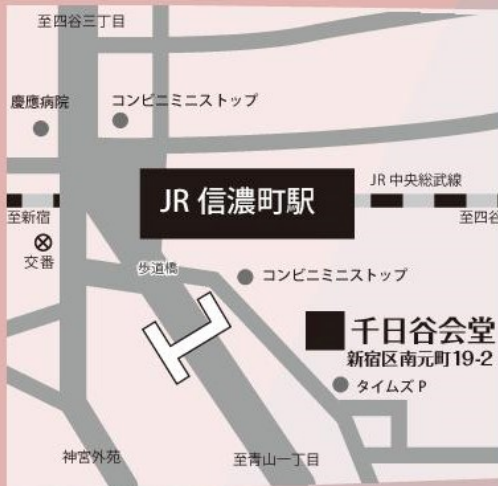 至四谷三丁目
慶應病院
コンビニミニストップ
JR 信濃町駅
JR 中央総武線
至新宿
至四谷
交番
歩道橋
コンビニミニストップ
千日谷会堂
新宿区南元町19-2
タイムズ P
神宮外苑
至青山一丁目